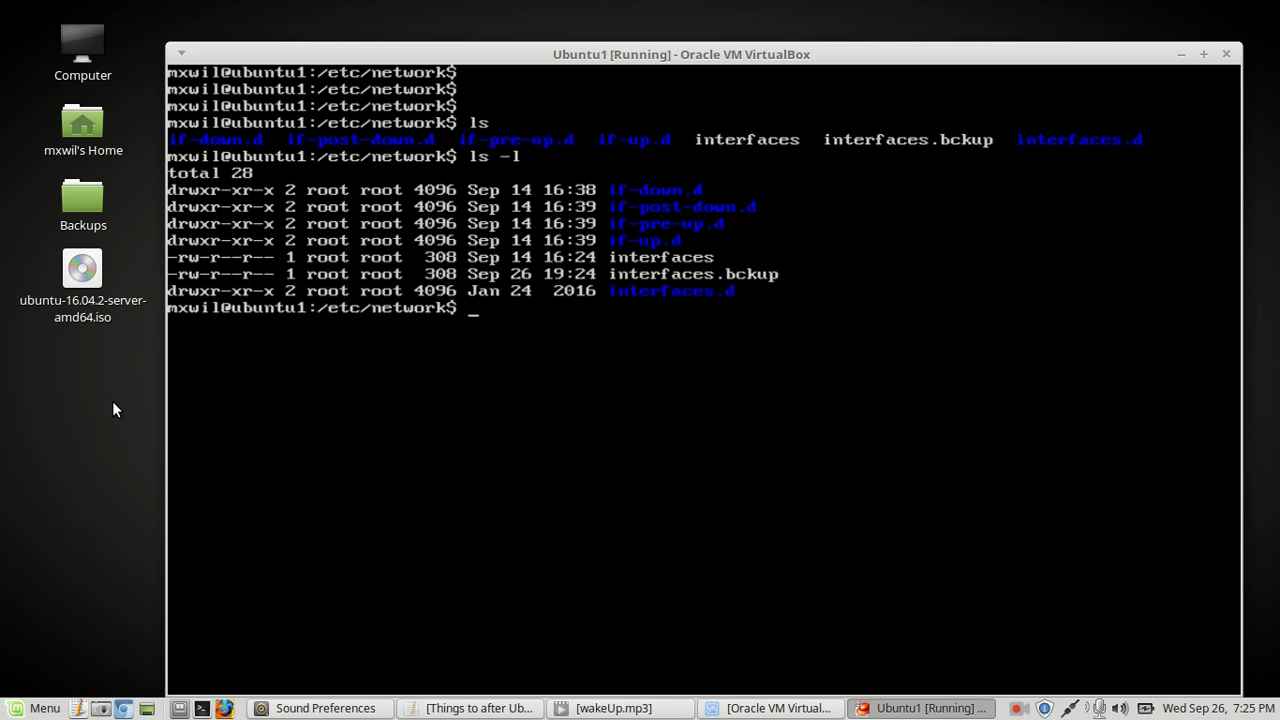 Computer
mxwil's Home
Backups
ubuntu-16.04.2-server-
amd64.iso
Ubuntu1 [Running] - Oracle VM VirtualBox
mxwil@ubuntu1:/etc/network$
mxwil@ubuntu1:/etc/network$
mxwil@ubuntu1:/etc/network$
mxwil@ubuntu1:/etc/network$ ls
if-down.d if-post-down.d if-pre-up.d if-up.d interfaces interfaces.bckup interfaces.d
mxwil@ubuntu1:/etc/network$ ls -l
total 28
drwxr-xr-x 2 root root 4096 Sep 14 16:38 if-down.d
drwxr-xr-x 2 root root 4096 Sep 14 16:39 if-post-down.d
drwxr-xr-x 2 root root 4096 Sep 14 16:39 if-pre-up.d
drwxr-xr-x 2 root root 4096 Sep 14 16:39 if-up.d
-rw-r--r-- 1 root root 308 Sep 14 16:24 interfaces
-rw-r--r-- 1 root root 308 Sep 26 19:24 interfaces.bckup
drwxr-xr-x 2 root root 4096 Jan 24 2016 interfaces.d
mxwil@ubuntu1:/etc/network$ _
Menu Sound Preferences [Things to after Ub... [wakeUp.mp3] [Oracle VM Virtual... Ubuntu1 [Running] ... Wed Sep 26, 7:25 PM